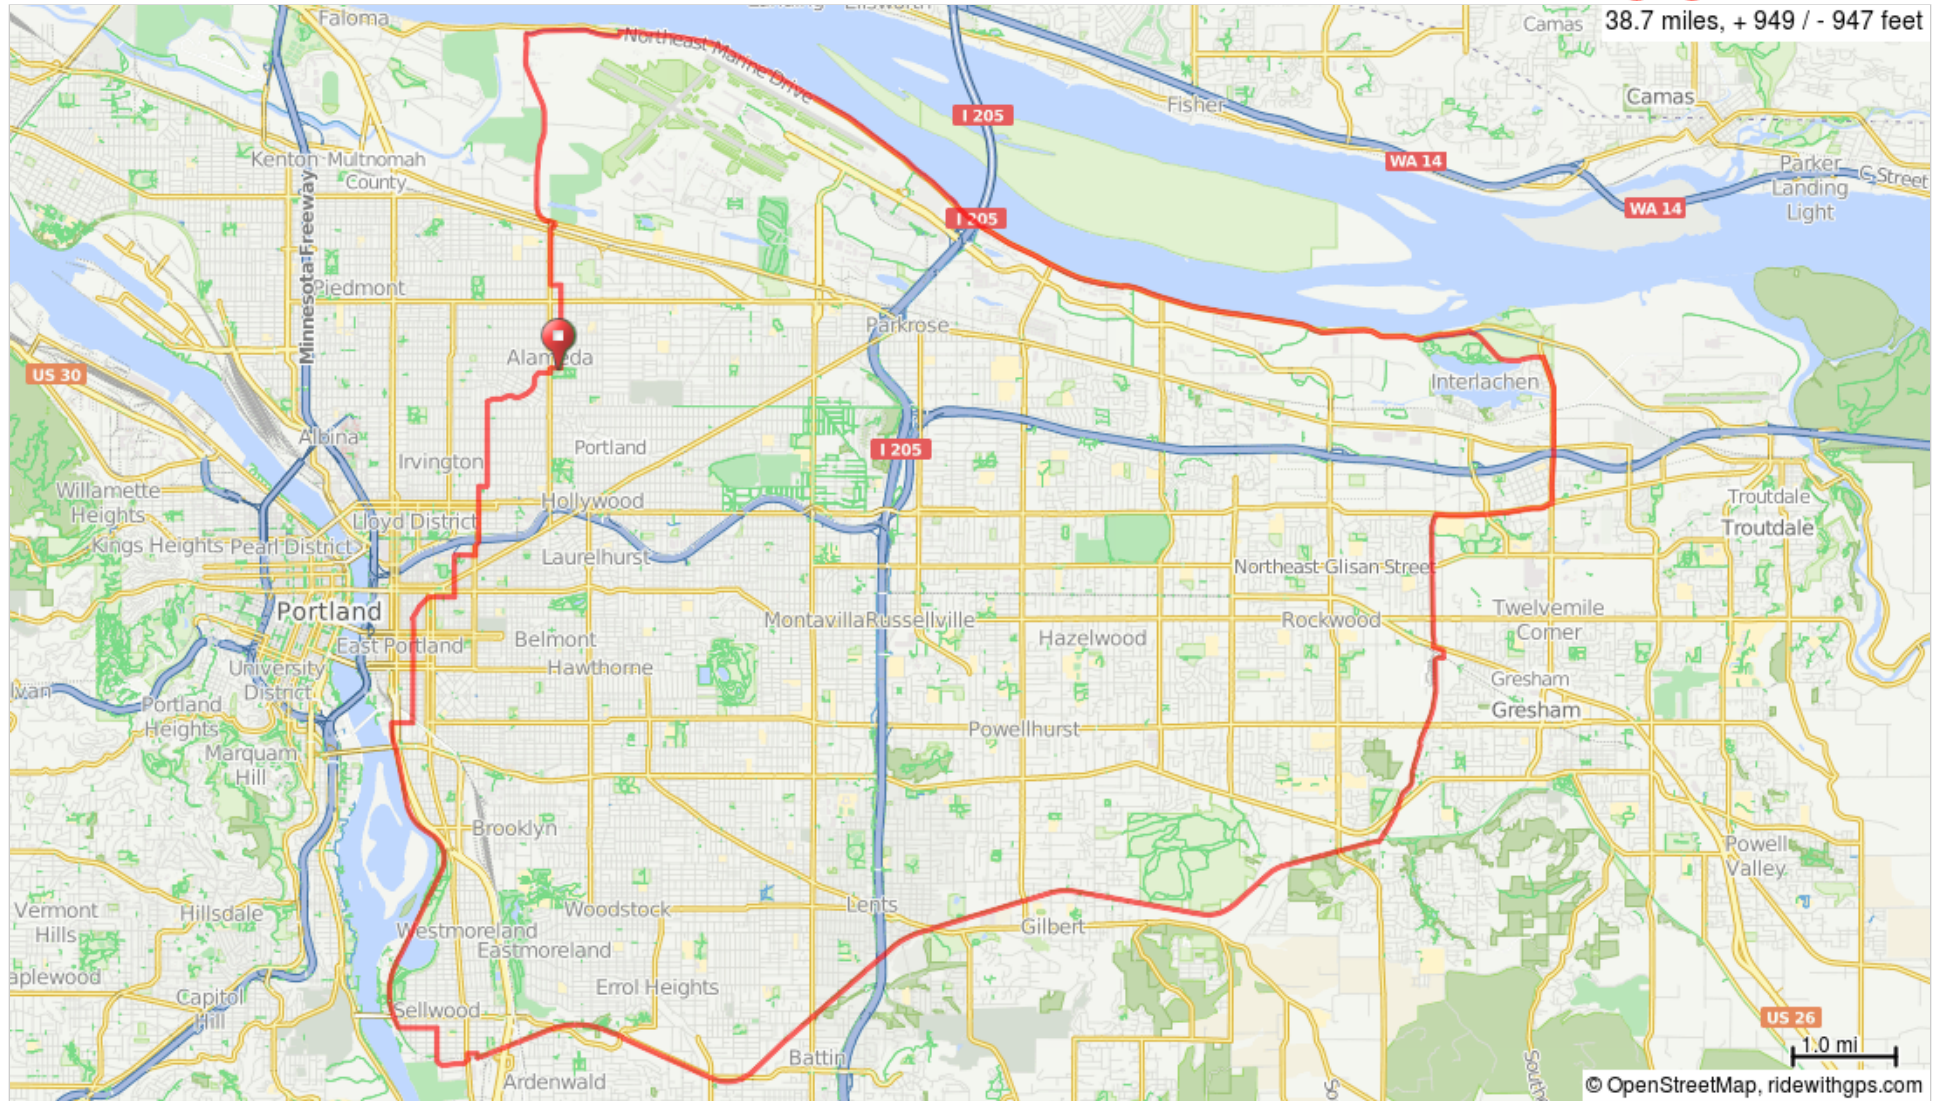 Faloma
38.7 miles, + 949 / - 947 feet
Camas
Northeast Marine Drive
I 205
Fisher
Camas
WA 14
Kenton
Multnomah
County
Parker
Landing
Light
C Street
WA 14
I 205
Minnesota Freeway
Piedmont
Parkrose
Alameda
US 30
Interlachen
Albina
Irvington
Portland
I 205
Willamette
Heights
Hollywood
Troutdale
Troutdale
Lloyd District
Kings Heights
Pearl District
Laurelhurst
Northeast Glisan Street
Portland
Montavilla
Russellville
Rockwood
Twelvemile
Corner
East Portland
Belmont
Hazelwood
University
District
Hawthorne
lvan
Portland
Heights
Gresham
Gresham
Powellhurst
Marquam
Hill
Brooklyn
Powell
Valley
Vermont
Hills
Hillsdale
Woodstock
Lents
Gilbert
Westmoreland
Eastmoreland
aplewood
Capitol
Hill
Errol Heights
Sellwood
US 26
Battin
1.0 mi
Ardenwald
So
© OpenStreetMap, ridewithgps.com